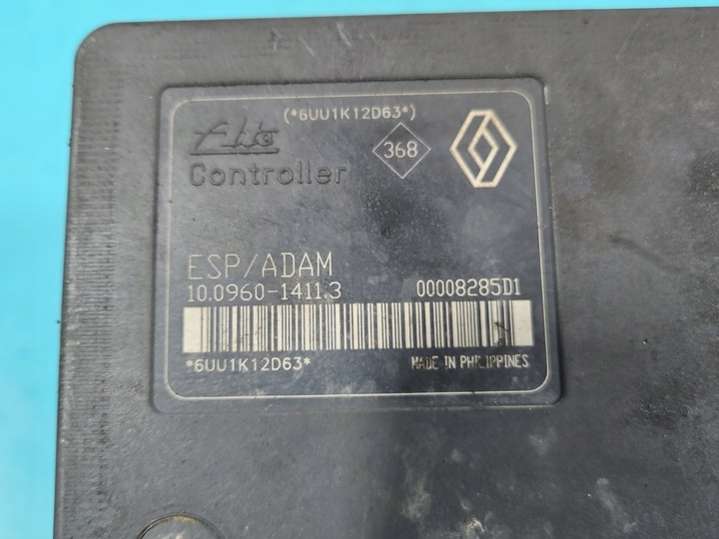 (*6UU1K12D63*)
Ate
368
Controller
ESP/ADAM
10.0960-1411.3 00008285D1
*6UU1K12D63* MADE IN PHILIPPINES